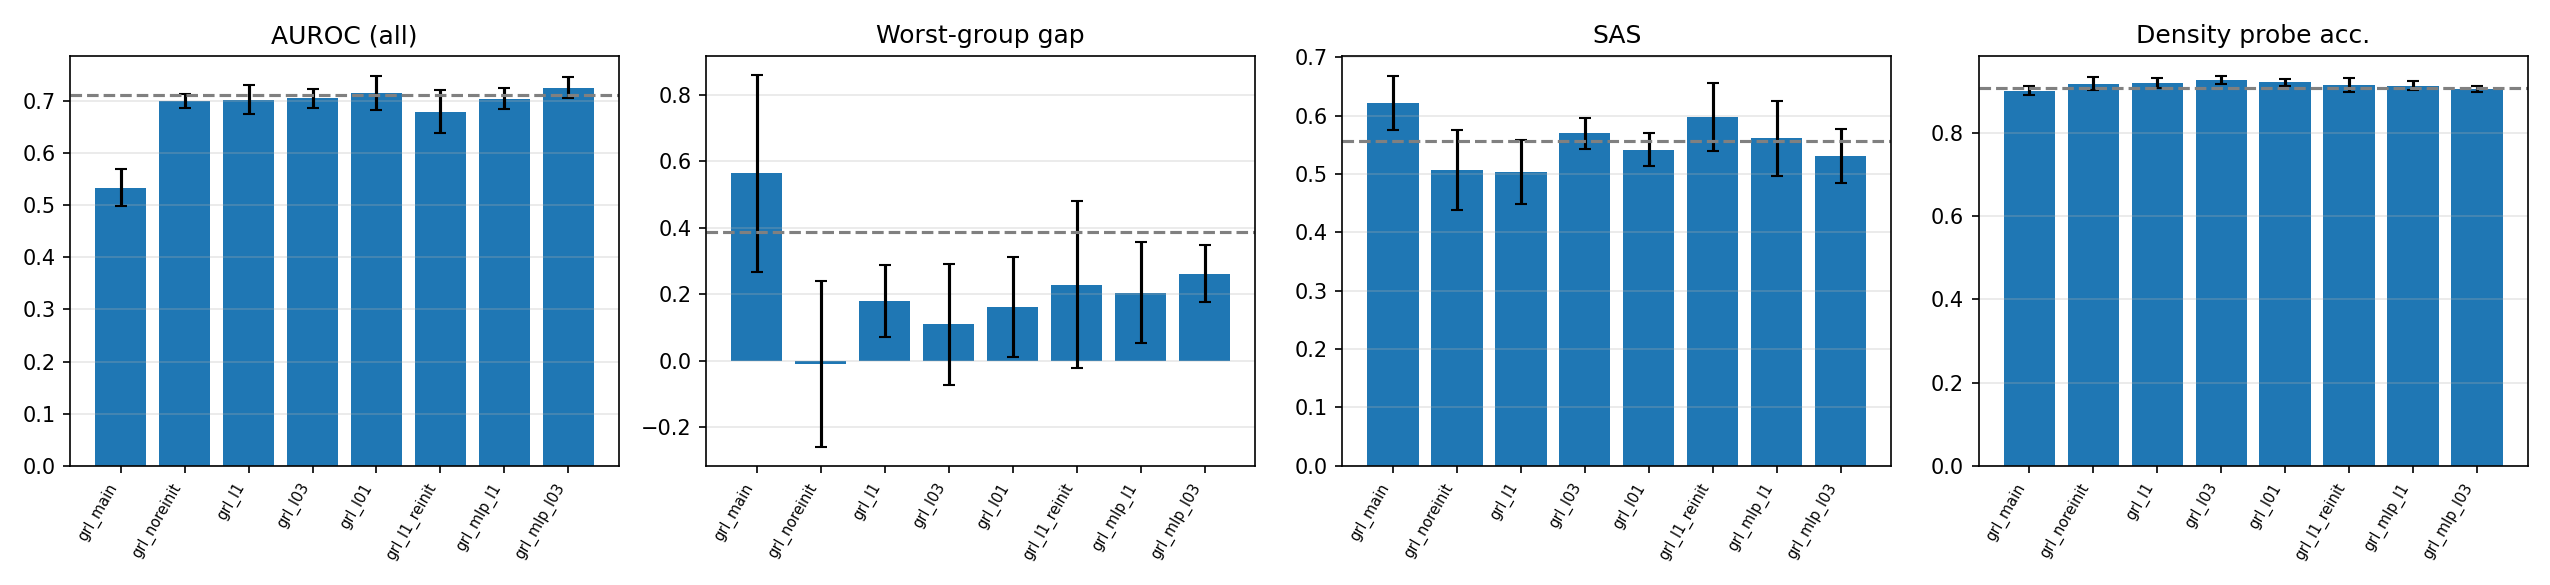 AUROC (all)
0.7
0.6
0.5
0.4
0.3
0.2
0.1
0.0
grl_main
grl_noreinit
grl_l1
grl_l03
grl_l01
grl_l1_reinit
grl_mlp_l1
grl_mlp_l03
Worst-group gap
0.8
0.6
0.4
0.2
0.0
−0.2
grl_main
grl_noreinit
grl_l1
grl_l03
grl_l01
grl_l1_reinit
grl_mlp_l1
grl_mlp_l03
SAS
0.7
0.6
0.5
0.4
0.3
0.2
0.1
0.0
grl_main
grl_noreinit
grl_l1
grl_l03
grl_l01
grl_l1_reinit
grl_mlp_l1
grl_mlp_l03
Density probe acc.
0.8
0.6
0.4
0.2
0.0
grl_main
grl_noreinit
grl_l1
grl_l03
grl_l01
grl_l1_reinit
grl_mlp_l1
grl_mlp_l03